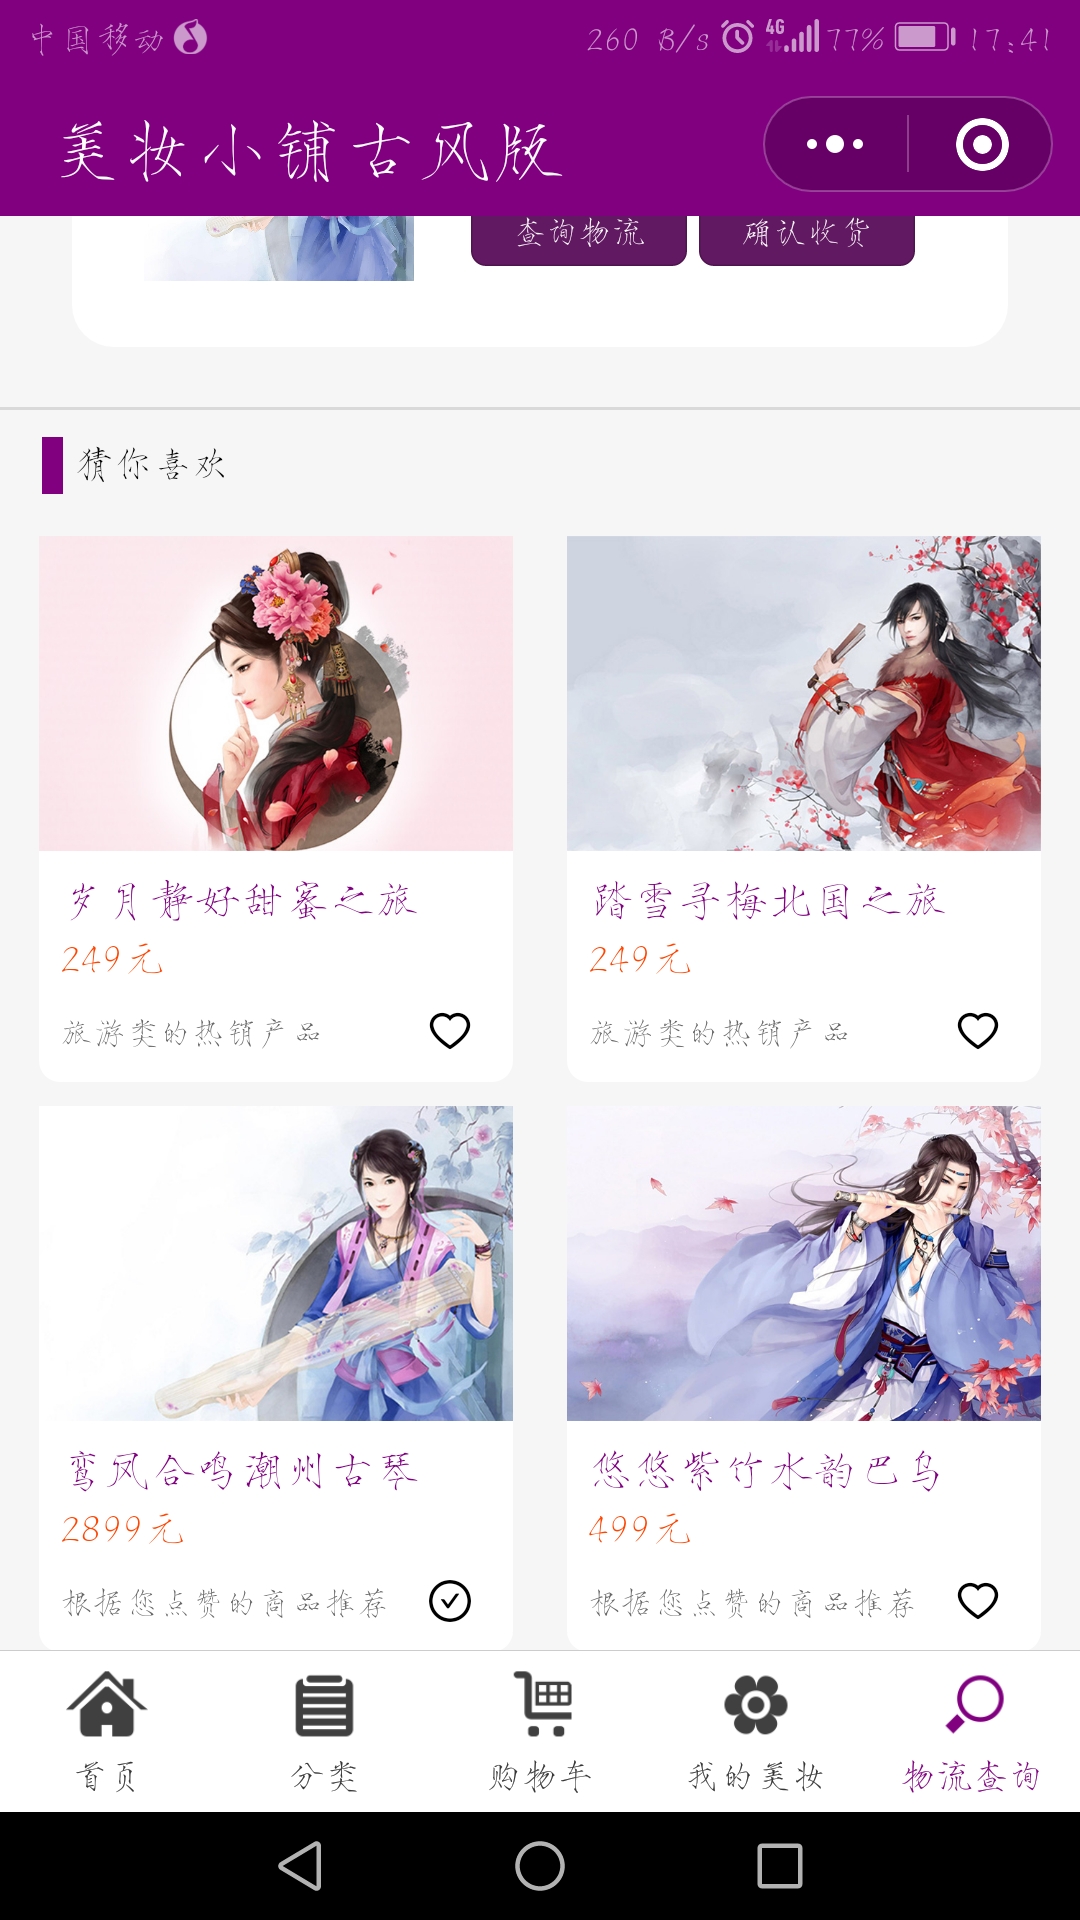 中国移动 260 B/s 4G 77% 17:41
美妆小铺古风版
查询物流 确认收货
猜你喜欢
岁月静好甜蜜之旅
249元
旅游类的热销产品
踏雪寻梅北国之旅
249元
旅游类的热销产品
鸾凤合鸣潮州古琴
2899元
根据您点赞的商品推荐
悠悠紫竹水韵巴乌
499元
根据您点赞的商品推荐
首页 分类 购物车 我的美妆 物流查询